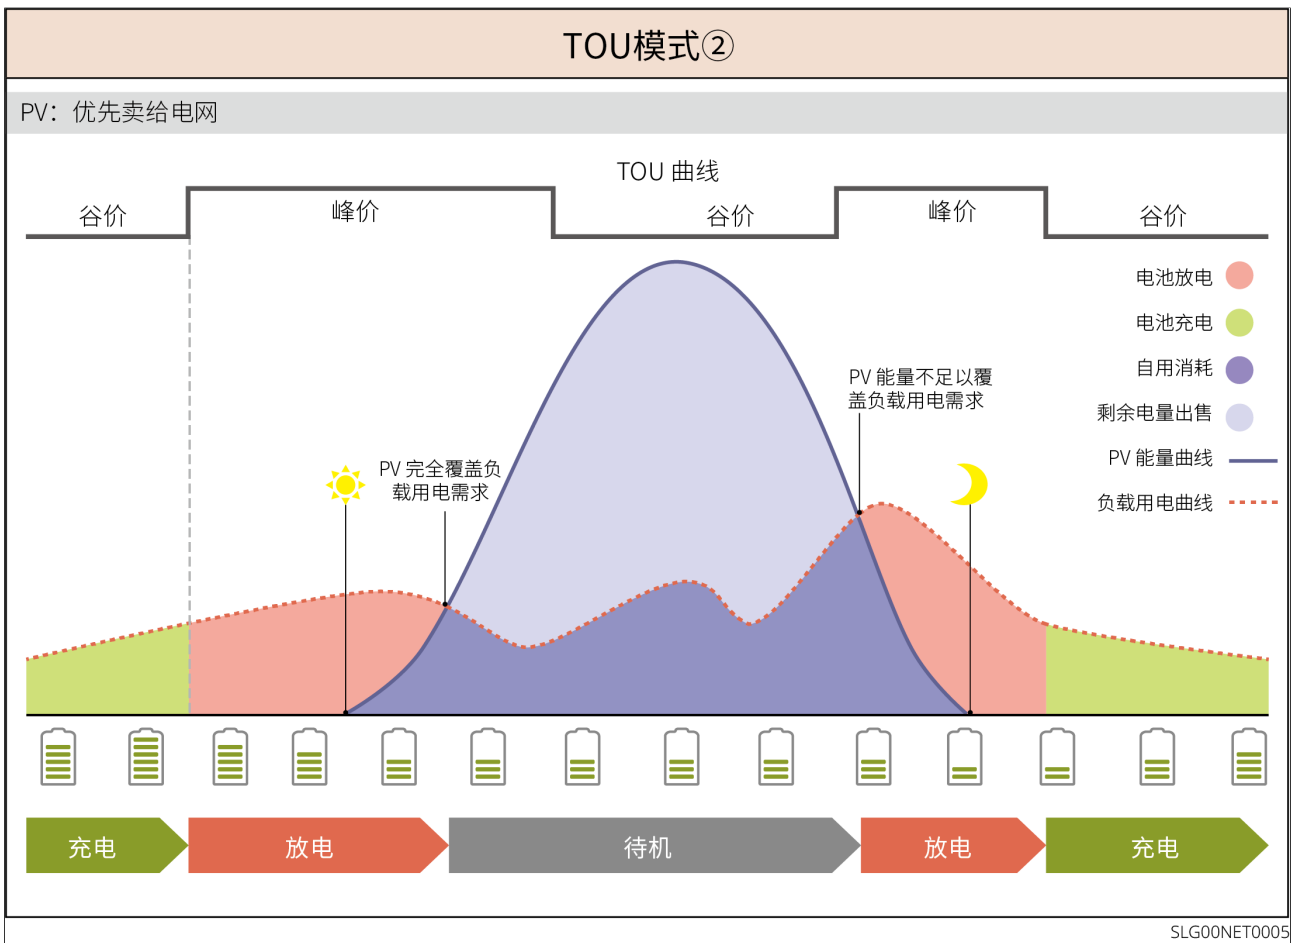 TOU模式②
PV：优先卖给电网
TOU 曲线
谷价
峰价
谷价
峰价
谷价
电池放电
电池充电
自用消耗
剩余电量出售
PV 能量曲线
负载用电曲线
PV 能量不足以覆
盖负载用电需求
PV 完全覆盖负
载用电需求
充电
放电
待机
放电
充电
SLG00NET0005